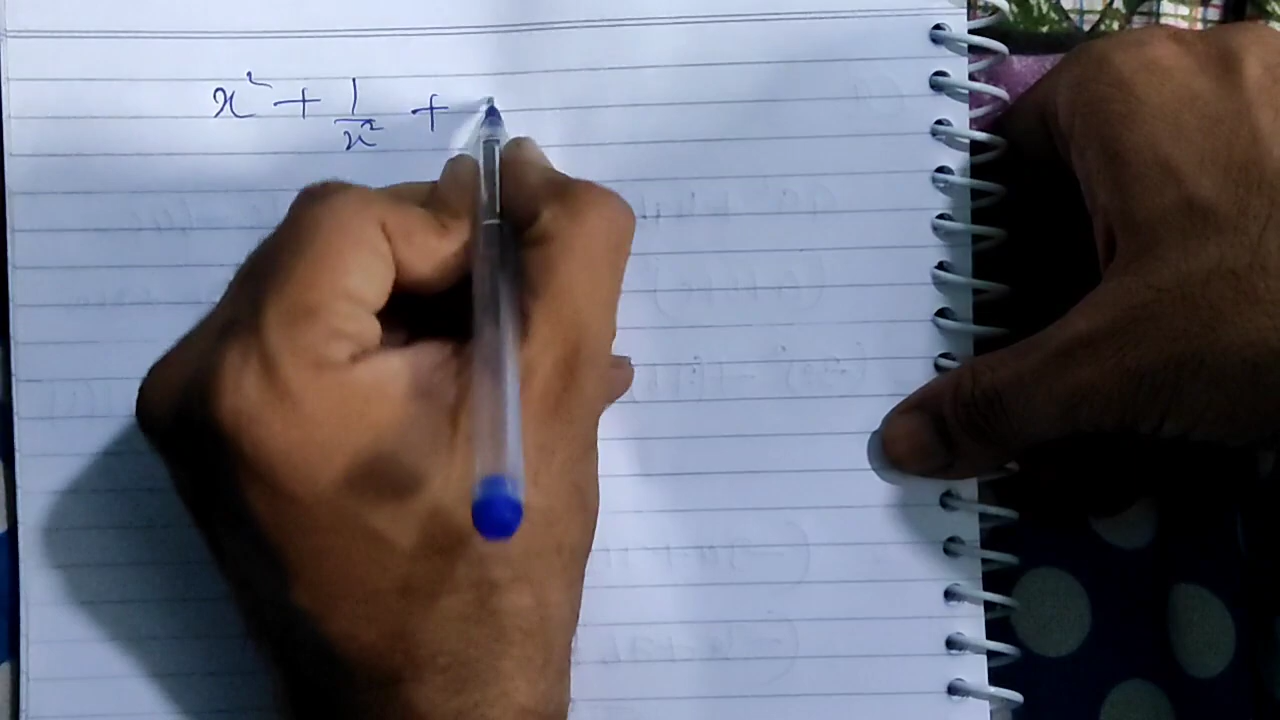 x² + 1/x² +